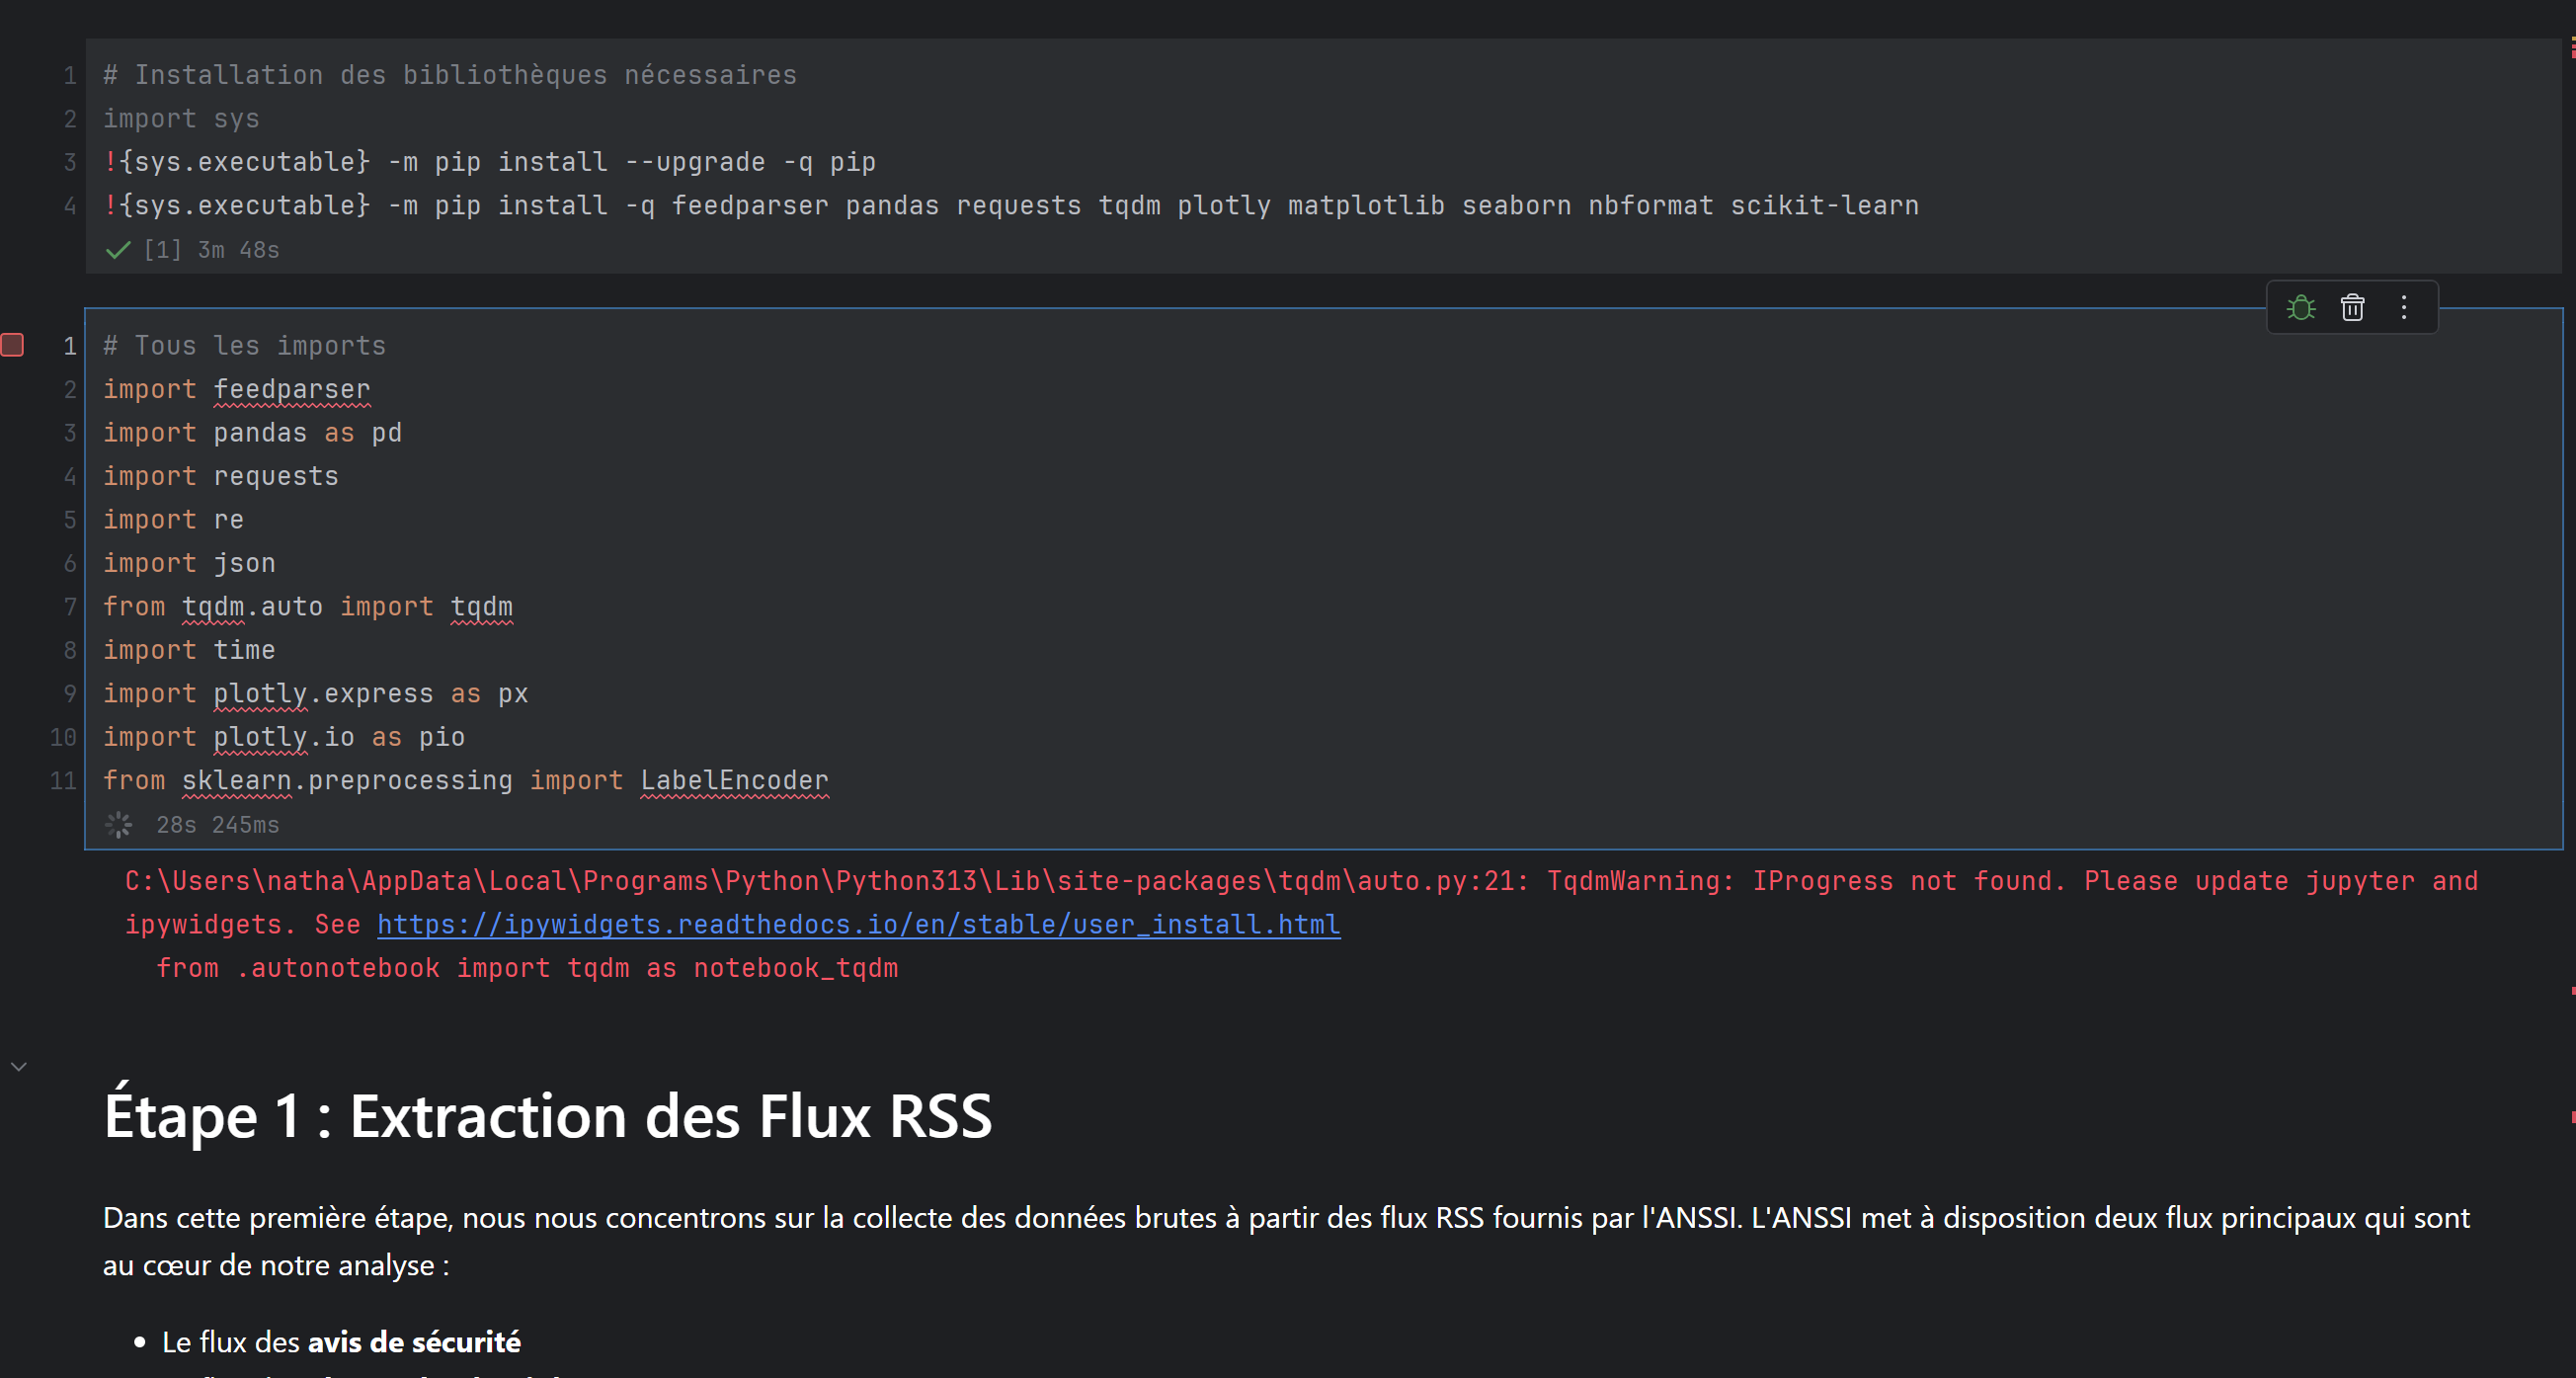 1 # Installation des bibliothèques nécessaires
2 import sys
3 !{sys.executable} -m pip install --upgrade -q pip
4 !{sys.executable} -m pip install -q feedparser pandas requests tqdm plotly matplotlib seaborn nbformat scikit-learn
[1] 3m 48s
1 # Tous les imports
2 import feedparser
3 import pandas as pd
4 import requests
5 import re
6 import json
7 from tqdm.auto import tqdm
8 import time
9 import plotly.express as px
10 import plotly.io as pio
11 from sklearn.preprocessing import LabelEncoder
28s 245ms
C:\Users\natha\AppData\Local\Programs\Python\Python313\Lib\site-packages\tqdm\auto.py:21: TqdmWarning: IProgress not found. Please update jupyter and
ipywidgets. See https://ipywidgets.readthedocs.io/en/stable/user_install.html
from .autonotebook import tqdm as notebook_tqdm
Étape 1 : Extraction des Flux RSS
Dans cette première étape, nous nous concentrons sur la collecte des données brutes à partir des flux RSS fournis par l'ANSSI. L'ANSSI met à disposition deux flux principaux qui sont
au cœur de notre analyse :
• Le flux des avis de sécurité